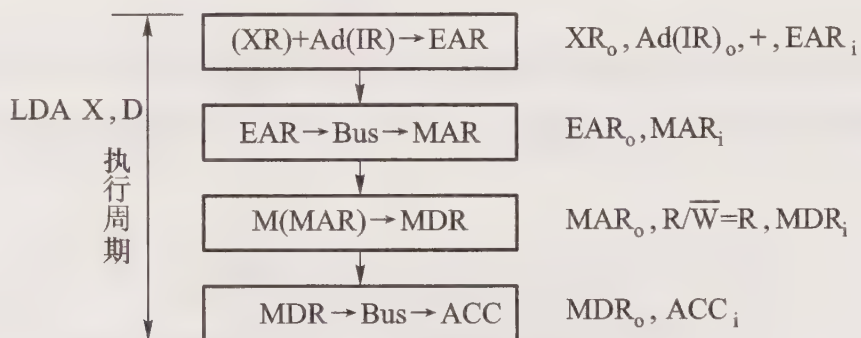 (XR)+Ad(IR)→EAR XRₒ, Ad(IR)ₒ, +, EARᵢ
LDA X, D
EAR→Bus→MAR EARₒ, MARᵢ
执行周期
M(MAR)→MDR MARₒ, R/W̅=R, MDRᵢ
MDR→Bus→ACC MDRₒ, ACCᵢ